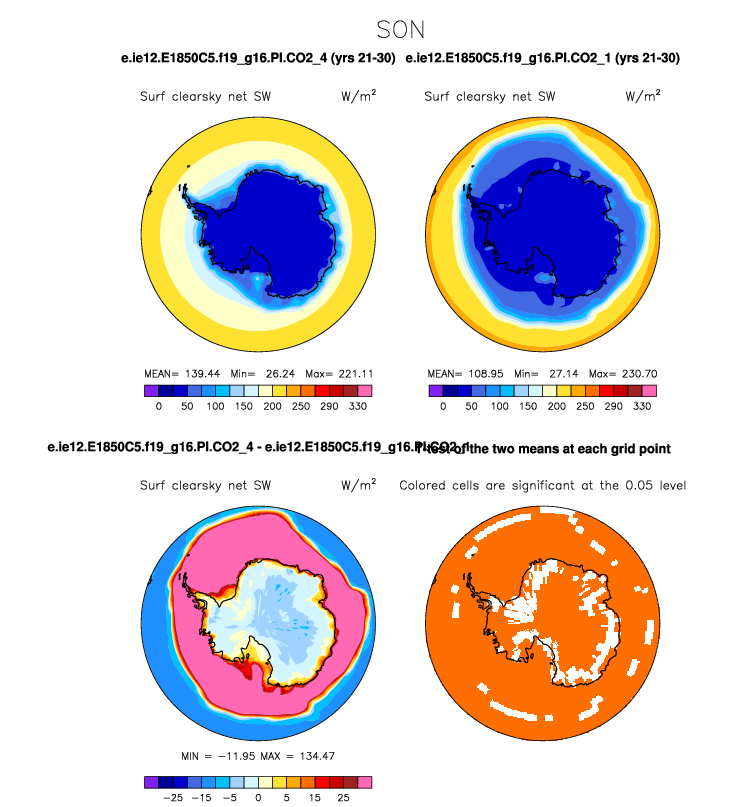 SON
e.ie12.E1850C5.f19_g16.PI.CO2_4 (yrs 21-30) e.ie12.E1850C5.f19_g16.PI.CO2_1 (yrs 21-30)
Surf clearsky net SW W/m²
Surf clearsky net SW W/m²
MEAN= 139.44 Min= 26.24 Max= 221.11
0 50 100 150 200 250 290 330
MEAN= 108.95 Min= 27.14 Max= 230.70
0 50 100 150 200 250 290 330
e.ie12.E1850C5.f19_g16.PI.CO2_4 - e.ie12.E1850C5.f19_g16.PI.CO2_1
T-test of the two means at each grid point
Surf clearsky net SW W/m²
Colored cells are significant at the 0.05 level
MIN = -11.95 MAX = 134.47
-25 -15 -5 0 5 15 25